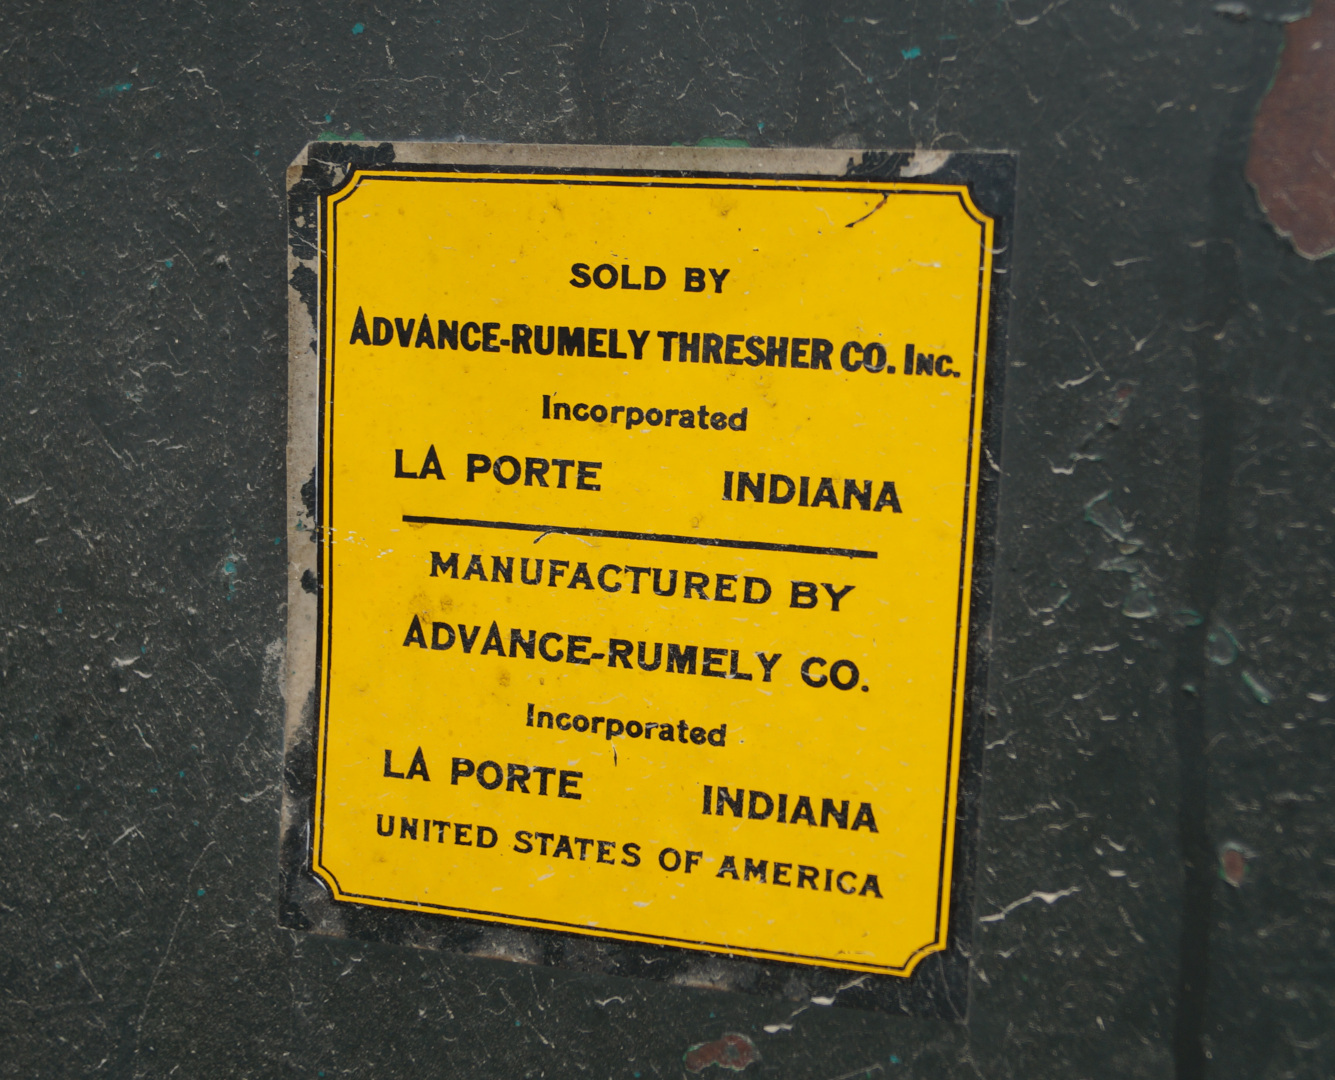 SOLD BY
ADVANCE-RUMELY THRESHER CO. INC.
Incorporated
LA PORTE INDIANA
MANUFACTURED BY
ADVANCE-RUMELY CO.
Incorporated
LA PORTE INDIANA
UNITED STATES OF AMERICA